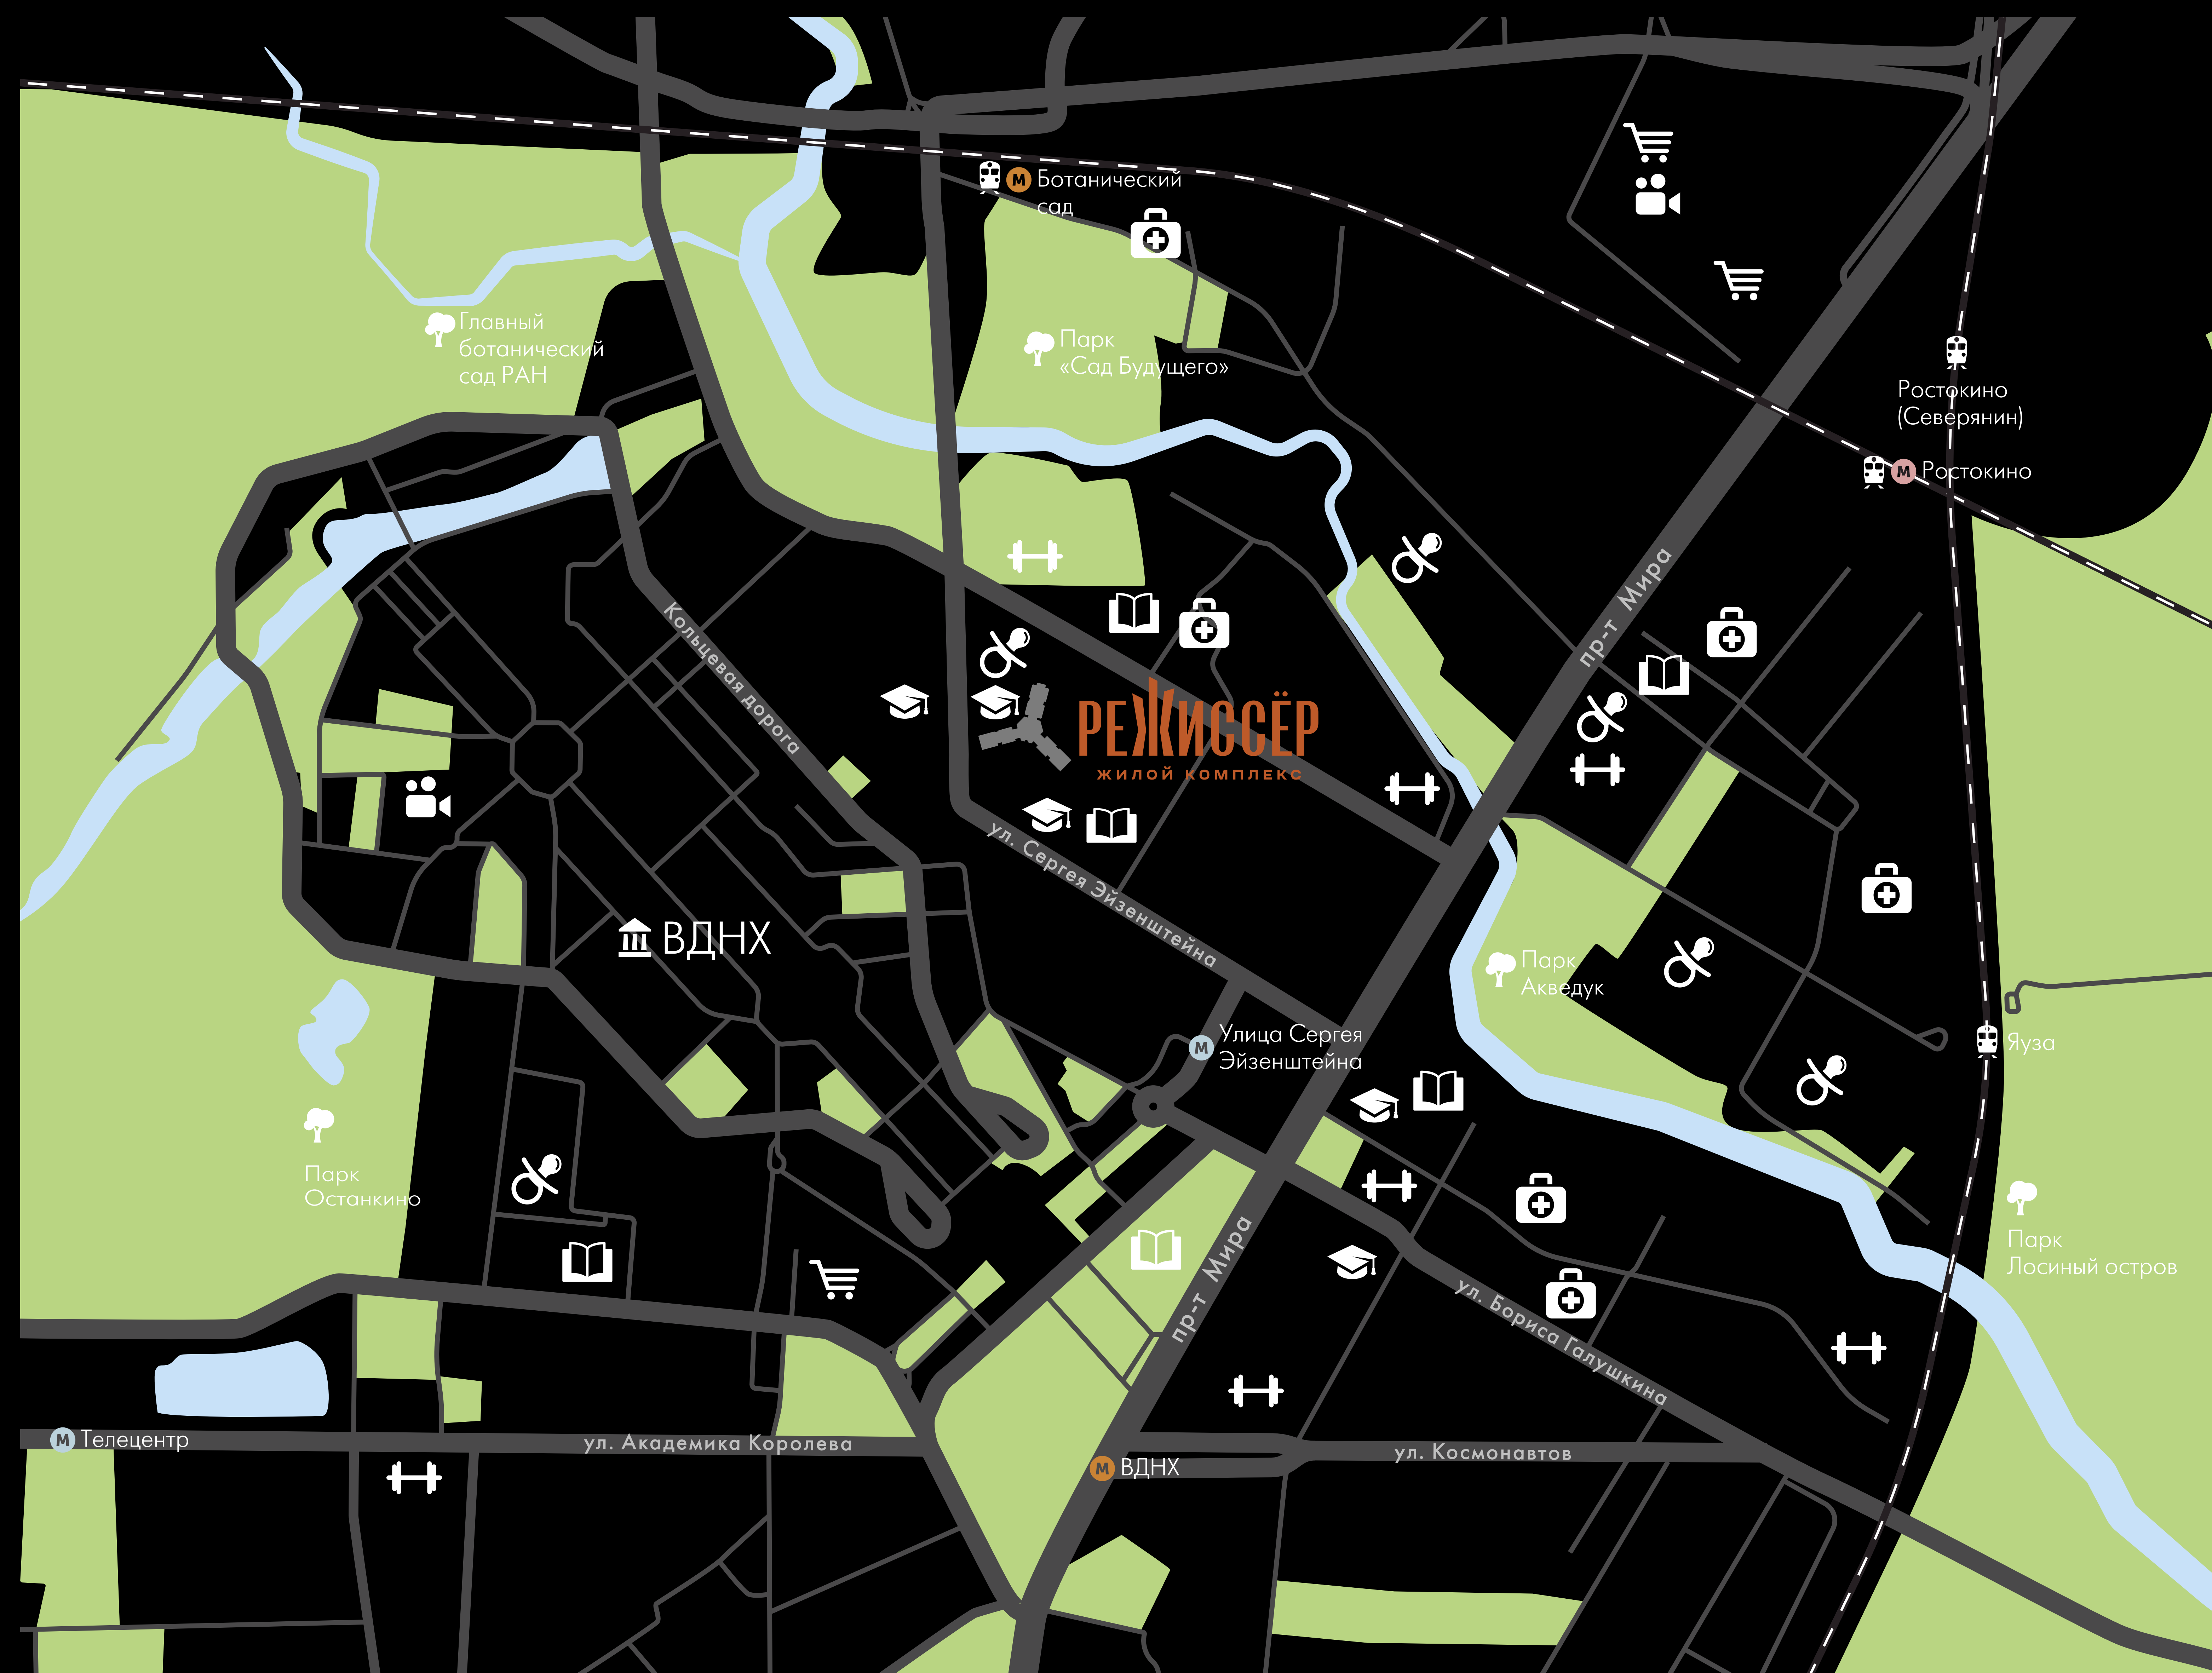 Ботанический
сад
Главный
ботанический
сад РАН
Парк
«Сад Будущего»
Ростокино
(Северянин)
М Ростокино
пр-т Мира
Кольцевая дорога
РЕЖИССЁР
ЖИЛОЙ КОМПЛЕКС
ул. Сергея Эйзенштейна
ВДНХ
Парк
Акведук
М Улица Сергея
Эйзенштейна
Яуза
Парк
Останкино
Парк
Лосиный остров
пр-т Мира
ул. Бориса Галушкина
М Телецентр
ул. Академика Королева
ул. Космонавтов
М ВДНХ